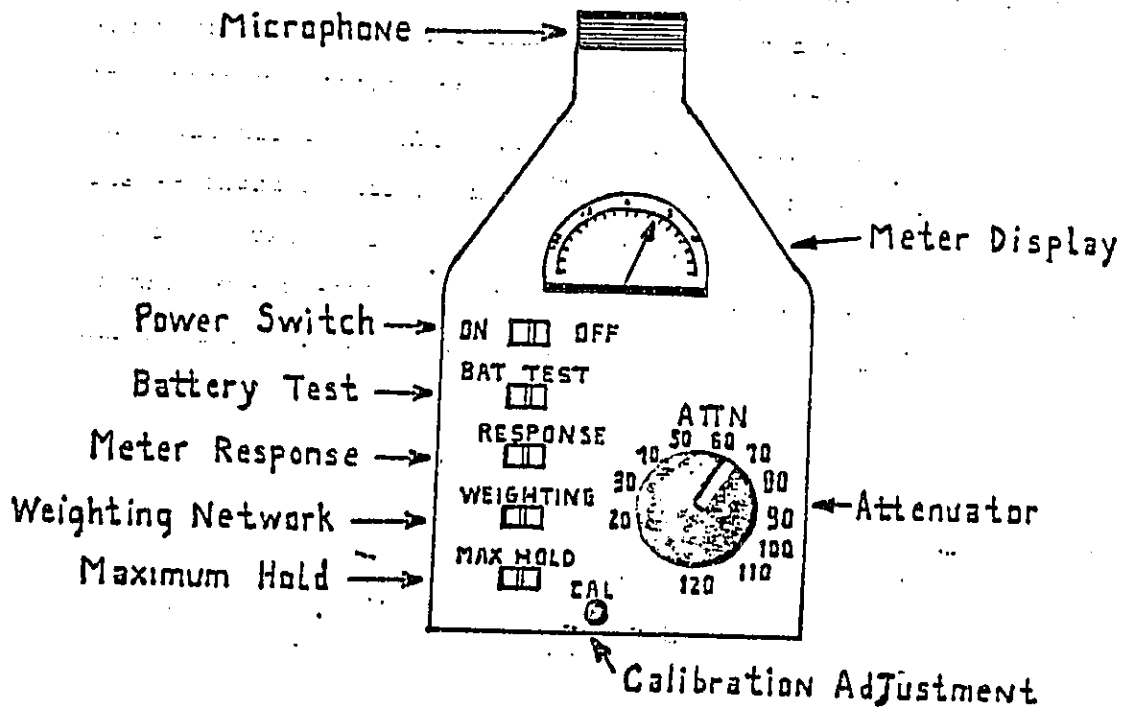 Microphone
Meter Display
Power Switch
ON OFF
Battery Test
BAT TEST
Meter Response
RESPONSE
Weighting Network
WEIGHTING
Maximum Hold
MAX HOLD
ATTN
20 30 40 50 60 70 80 90 100 110 120
Attenuator
CAL
Calibration Adjustment